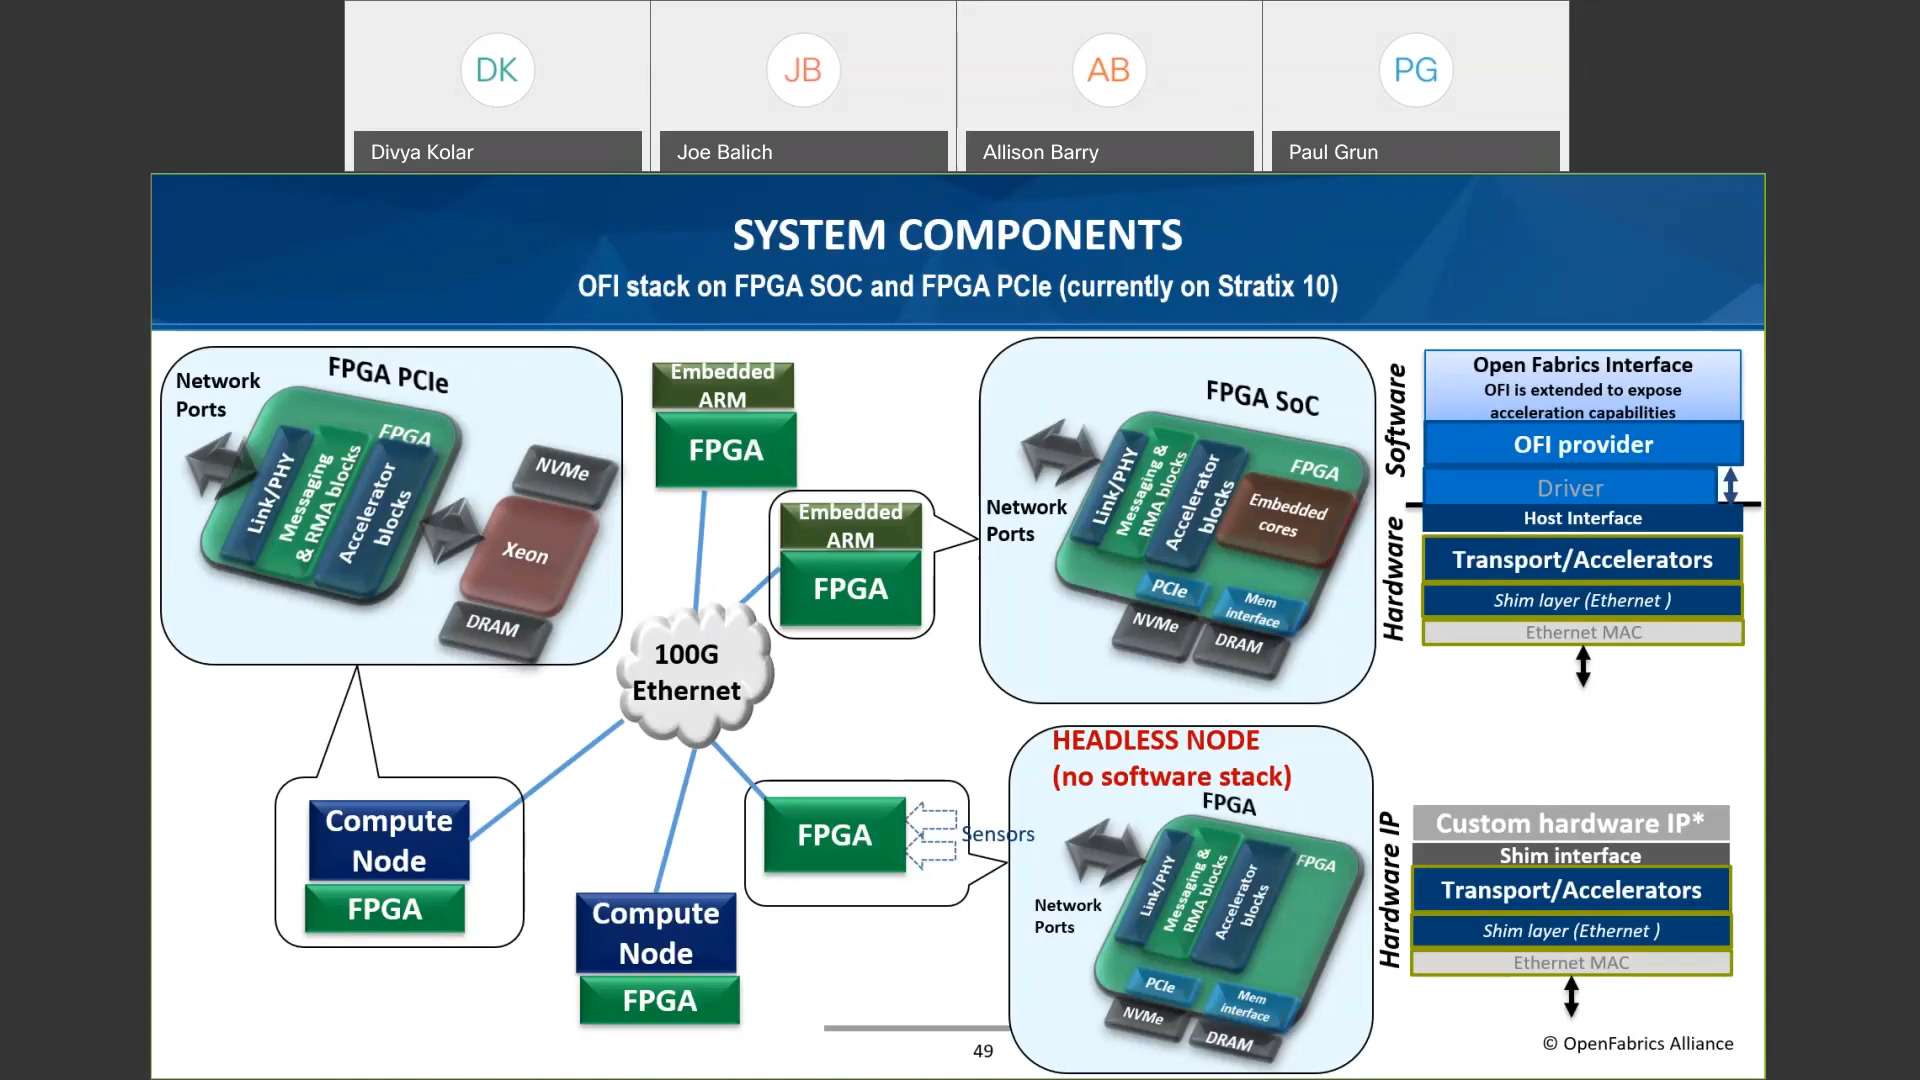 DK
JB
AB
PG
Divya Kolar
Joe Balich
Allison Barry
Paul Grun
SYSTEM COMPONENTS
OFI stack on FPGA SOC and FPGA PCIe (currently on Stratix 10)
FPGA PCIe
Network
Ports
FPGA
Link/PHY
Messaging
& RMA blocks
Accelerator
blocks
NVMe
Xeon
DRAM
Embedded
ARM
FPGA
Embedded
ARM
FPGA
100G
Ethernet
Compute
Node
FPGA
Compute
Node
FPGA
FPGA
Sensors
FPGA SoC
Network
Ports
FPGA
Link/PHY
Messaging &
RMA blocks
Accelerator
blocks
Embedded
cores
PCIe
Mem
interface
NVMe
DRAM
HEADLESS NODE
(no software stack)
FPGA
Network
Ports
FPGA
Link/PHY
Messaging &
RMA blocks
Accelerator
blocks
PCIe
Mem
interface
NVMe
DRAM
Software
Open Fabrics Interface
OFI is extended to expose
acceleration capabilities
OFI provider
Driver
Hardware
Host Interface
Transport/Accelerators
Shim layer (Ethernet )
Ethernet MAC
Hardware IP
Custom hardware IP*
Shim interface
Transport/Accelerators
Shim layer (Ethernet )
Ethernet MAC
49
© OpenFabrics Alliance